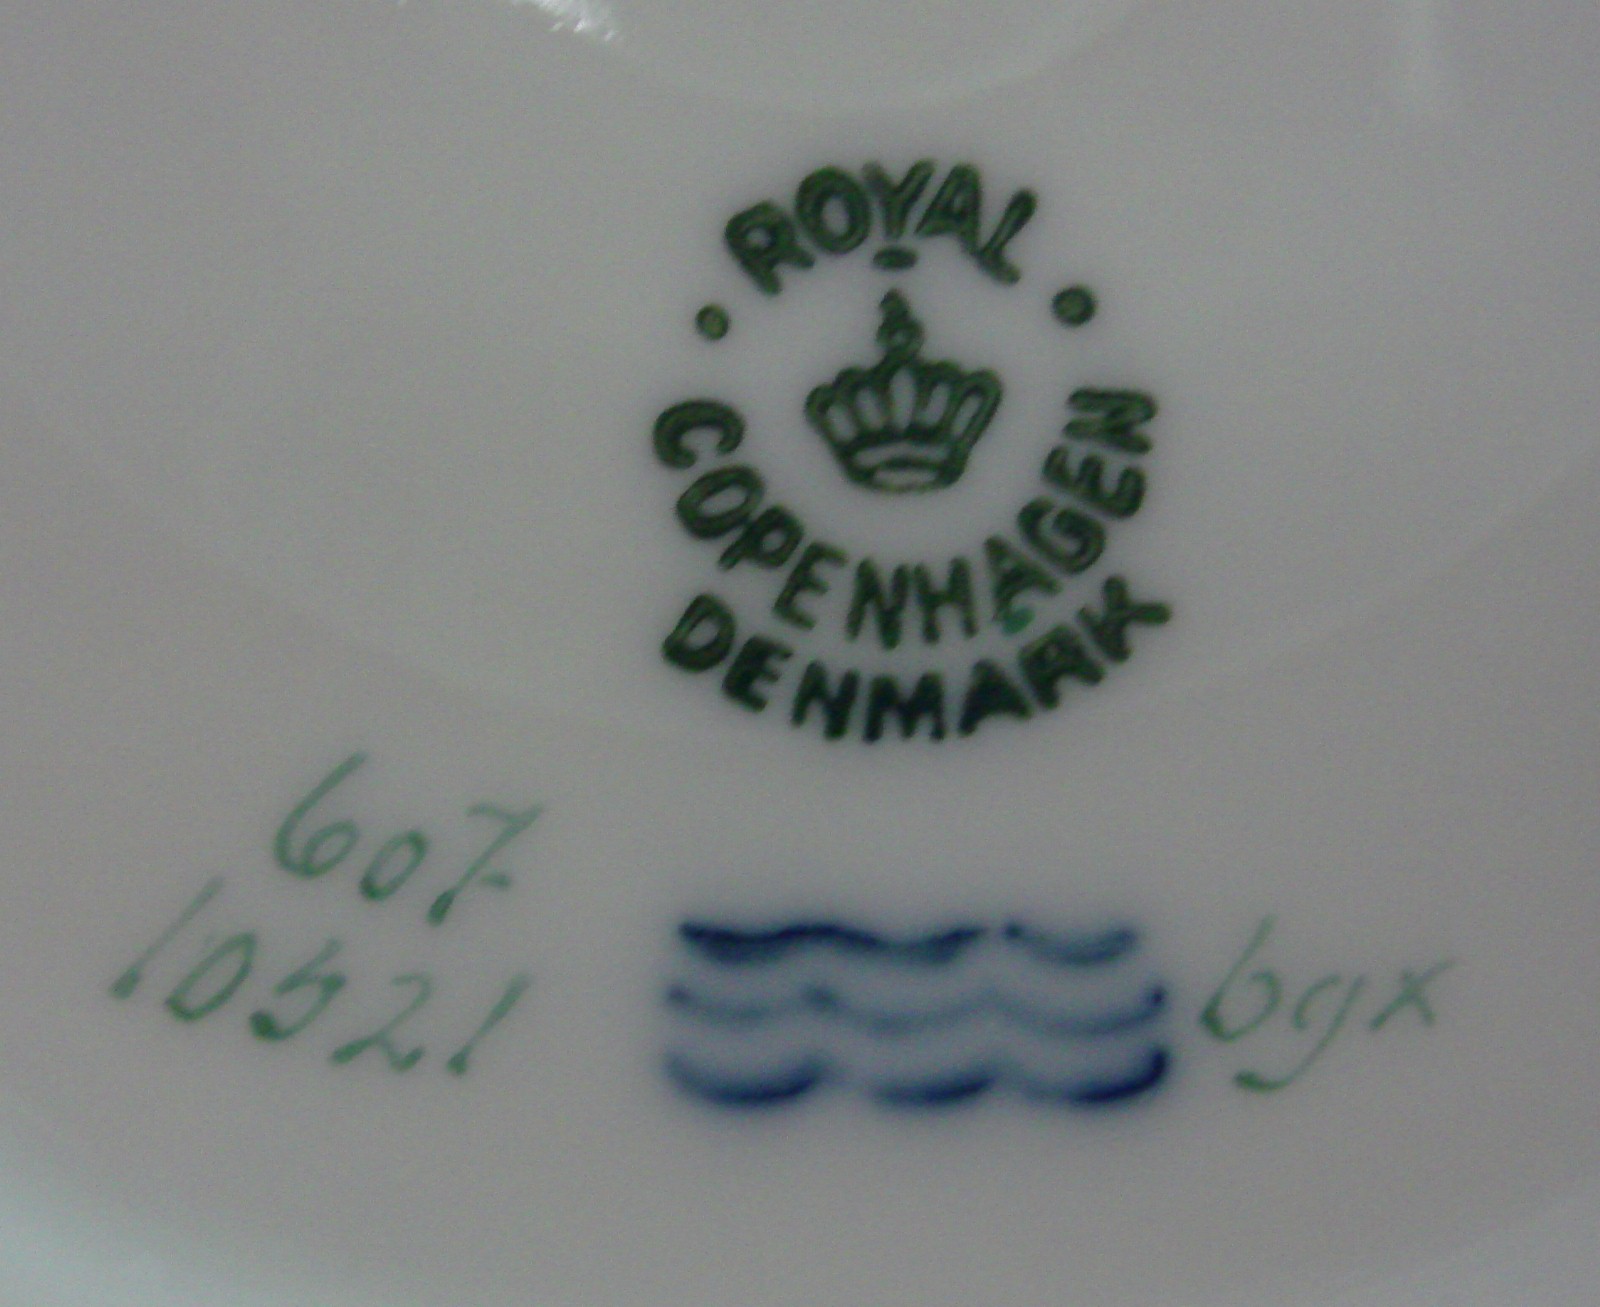 ROYAL
COPENHAGEN
DENMARK
607
10521
bgx